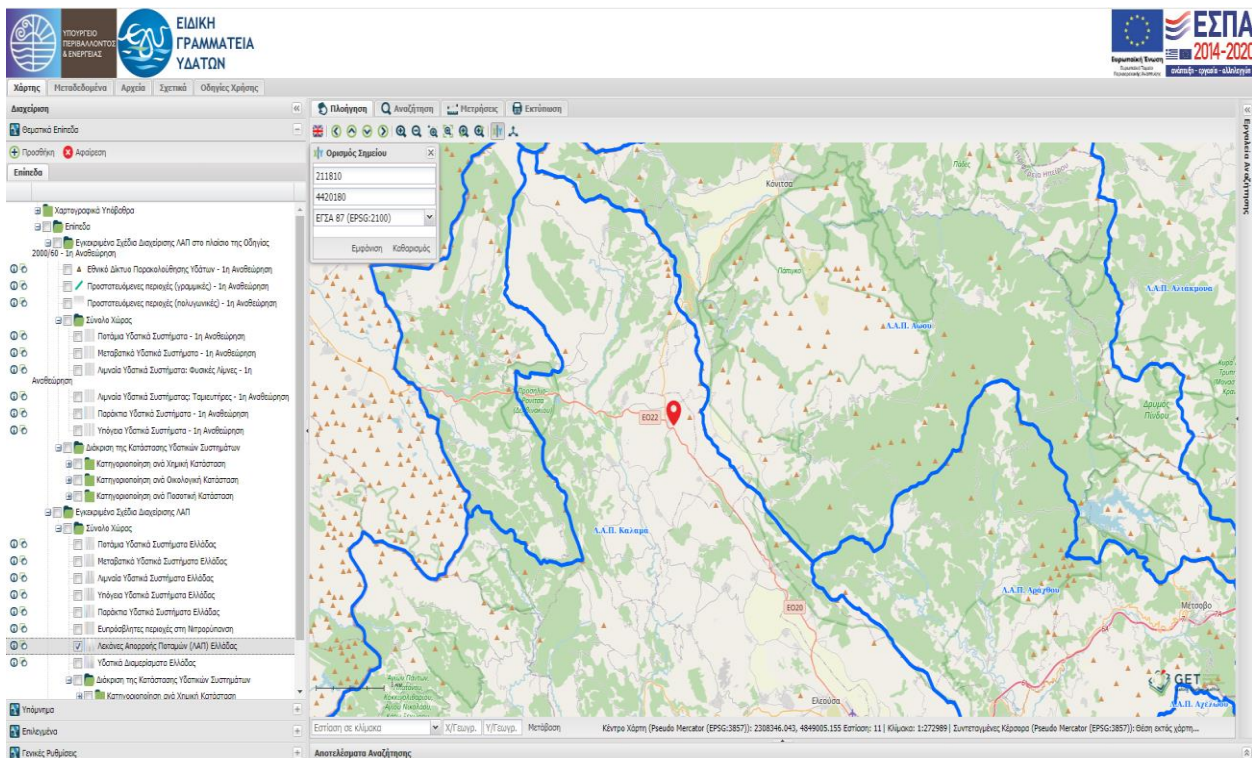 ΥΠΟΥΡΓΕΙΟ
ΠΕΡΙΒΑΛΛΟΝΤΟΣ
& ΕΝΕΡΓΕΙΑΣ
ΕΙΔΙΚΗ
ΓΡΑΜΜΑΤΕΙΑ
ΥΔΑΤΩΝ
Ευρωπαϊκή Ένωση
ΕΣΠΑ
2014-2020
ανάπτυξη - εργασία - αλληλεγγύη
Χάρτης Μεταδεδομένα Αρχεία Σχετικά Οδηγίες Χρήσης
Διαχείριση
Θεματικά Επίπεδα
Προσθήκη Αφαίρεση
Επίπεδα
Χαρτογραφικά Υπόβαθρα
Επίπεδα
Εγκεκριμένα Σχέδια Διαχείρισης ΛΑΠ στο πλαίσιο της Οδηγίας
2000/60 - 1η Αναθεώρηση
Εθνικό Δίκτυο Παρακολούθησης Υδάτων - 1η Αναθεώρηση
Προστατευόμενες περιοχές (γραμμικές) - 1η Αναθεώρηση
Προστατευόμενες περιοχές (πολυγωνικές) - 1η Αναθεώρηση
Σύνολο Χώρας
Ποτάμια Υδατικά Συστήματα - 1η Αναθεώρηση
Μεταβατικά Υδατικά Συστήματα - 1η Αναθεώρηση
Λιμναία Υδατικά Συστήματα: Φυσικές Λίμνες - 1η
Αναθεώρηση
Λιμναία Υδατικά Συστήματα: Ταμιευτήρες - 1η Αναθεώρηση
Παράκτια Υδατικά Συστήματα - 1η Αναθεώρηση
Υπόγεια Υδατικά Συστήματα - 1η Αναθεώρηση
Διάκριση της Κατάστασης Υδατικών Συστημάτων
Κατηγοριοποίηση ανά Χημική Κατάσταση
Κατηγοριοποίηση ανά Οικολογική Κατάσταση
Κατηγοριοποίηση ανά Ποσοτική Κατάσταση
Εγκεκριμένα Σχέδια Διαχείρισης ΛΑΠ
Σύνολο Χώρας
Ποτάμια Υδατικά Συστήματα Ελλάδας
Μεταβατικά Υδατικά Συστήματα Ελλάδας
Λιμναία Υδατικά Συστήματα Ελλάδας
Υπόγεια Υδατικά Συστήματα Ελλάδας
Παράκτια Υδατικά Συστήματα Ελλάδας
Ευπρόσβλητες περιοχές στη Νιτρορύπανση
Λεκάνες Απορροής Ποταμών (ΛΑΠ) Ελλάδας
Υδατικά Διαμερίσματα Ελλάδας
Διάκριση της Κατάστασης Υδατικών Συστημάτων
Κατηγοριοποίηση ανά Χημική Κατάσταση
Υπόμνημα
Επιλεγμένα
Γενικές Ρυθμίσεις
Πλοήγηση Αναζήτηση Μετρήσεις Εκτύπωση
Ορισμός Σημείου
211810
4420180
ΕΓΣΑ 87 (EPSG:2100)
Εμφάνιση Καθαρισμός
Κόνιτσα
Πάδες
Πάπιγκο
Λ.Α.Π. Αλιάκμονα
Λ.Α.Π. Αώου
Δρυμός
Πίνδου
ΕΟ22
Λ.Α.Π. Καλαμά
Λ.Α.Π. Αράχθου
ΕΟ20
Μέτσοβο
Ελεούσα
GET
Λ.Α.Π. Αχελώου
Εργαλεία Αναζήτησης
Εστίαση σε κλίμακα Χ/Γεωγρ. Υ/Γεωγρ. Μετάβαση Κέντρο Χάρτη (Pseudo Mercator (EPSG:3857)): 2308346.043, 4849005.155 Εστίαση: 11 | Κλίμακα: 1:272989 | Συντεταγμένες Κέρσορα (Pseudo Mercator (EPSG:3857)): Θέση εκτός χάρτη...
Αποτελέσματα Αναζήτησης